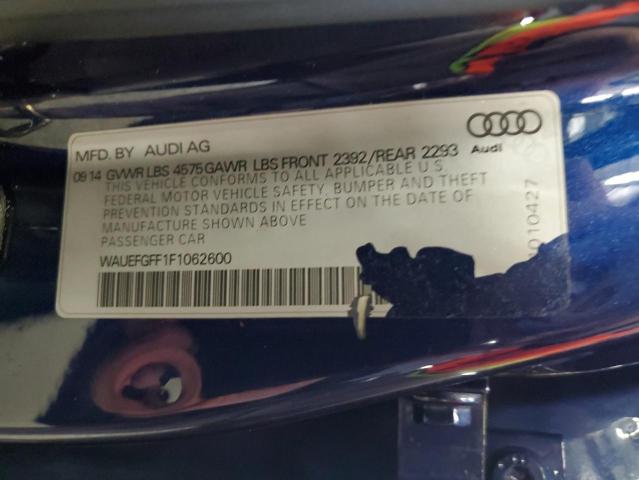 MFD. BY AUDI AG
Audi
09 14 GVWR LBS 4575 GAWR LBS FRONT 2392/REAR 2293
THIS VEHICLE CONFORMS TO ALL APPLICABLE U S
FEDERAL MOTOR VEHICLE SAFETY, BUMPER AND THEFT
PREVENTION STANDARDS IN EFFECT ON THE DATE OF
MANUFACTURE SHOWN ABOVE
PASSENGER CAR
WAUEFGFF1F1062600